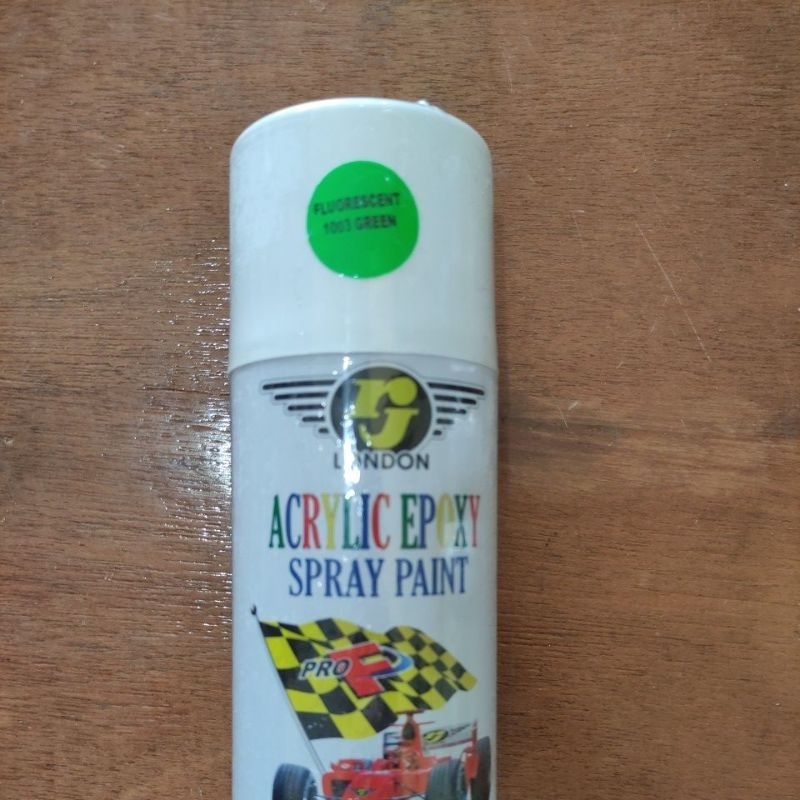 FLUORESCENT
1003 GREEN
rj
LONDON
ACRYLIC EPOXY
SPRAY PAINT
PRO F